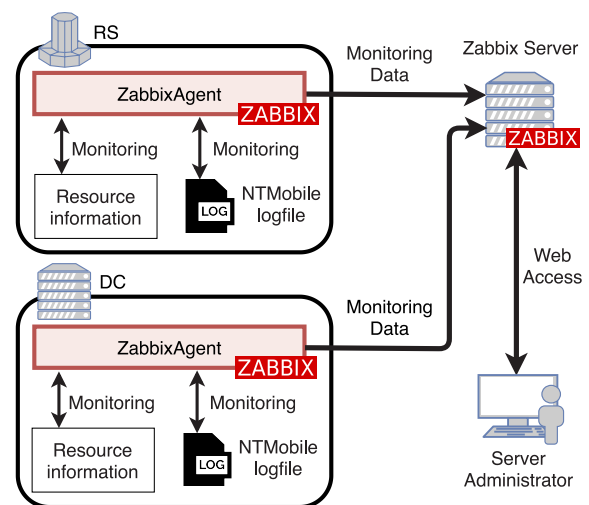 RS
ZabbixAgent
ZABBIX
Monitoring
Monitoring
Resource
information
LOG
NTMobile
logfile
Monitoring
Data
Zabbix Server
ZABBIX
DC
ZabbixAgent
ZABBIX
Monitoring
Monitoring
Resource
information
LOG
NTMobile
logfile
Monitoring
Data
Web
Access
Server
Administrator